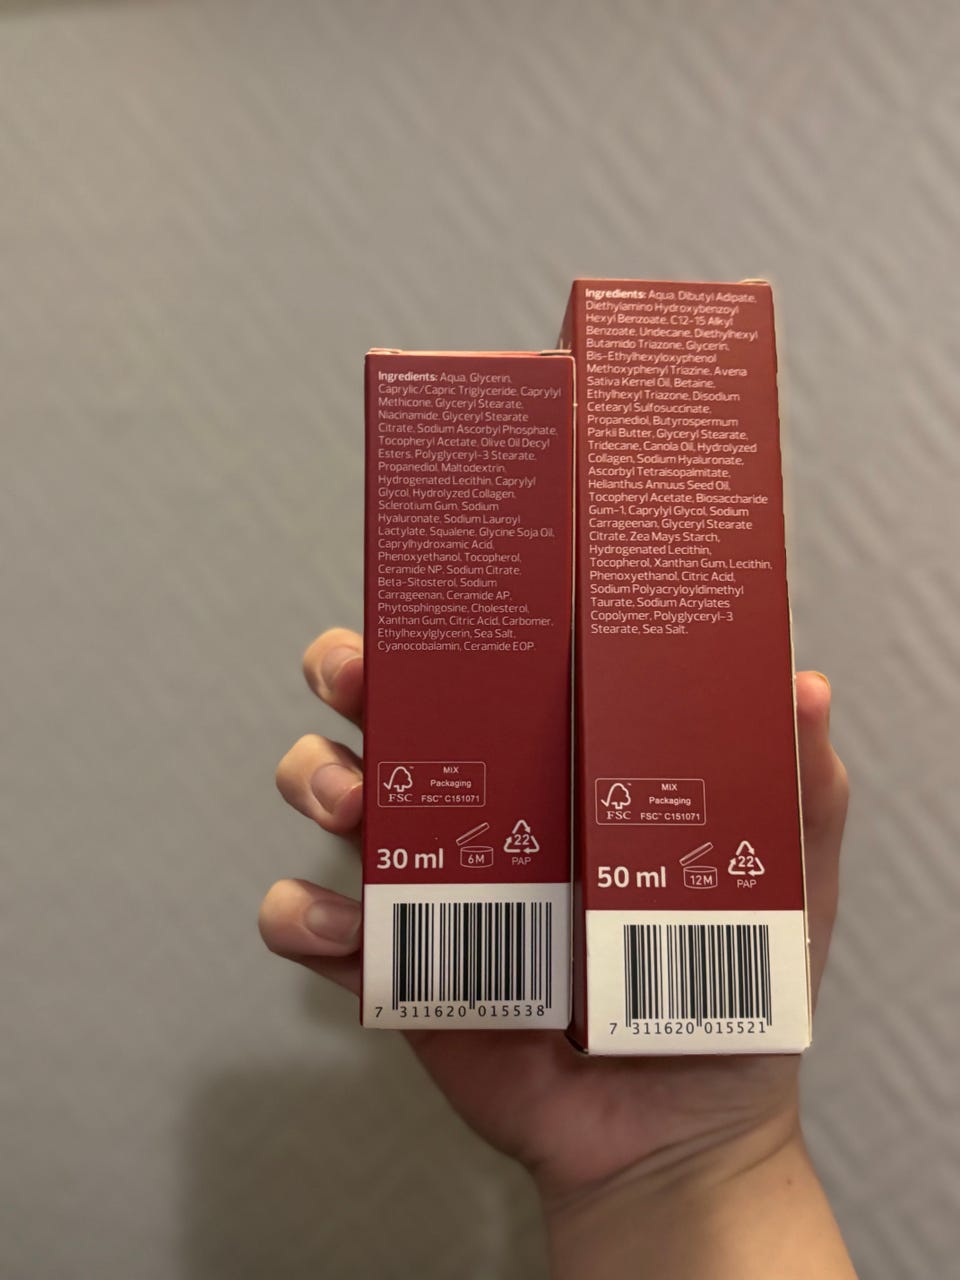 Ingredients: Aqua, Glycerin,
Caprylic/Capric Triglyceride, Caprylyl
Methicone, Glyceryl Stearate,
Niacinamide, Glyceryl Stearate
Citrate, Sodium Ascorbyl Phosphate,
Tocopheryl Acetate, Olive Oil Decyl
Esters, Polyglyceryl-3 Stearate,
Propanediol, Maltodextrin,
Hydrogenated Lecithin, Caprylyl
Glycol, Hydrolyzed Collagen,
Sclerotium Gum, Sodium
Hyaluronate, Sodium Lauroyl
Lactylate, Squalene, Glycine Soja Oil,
Caprylhydroxamic Acid,
Phenoxyethanol, Tocopherol,
Ceramide NP, Sodium Citrate,
Beta-Sitosterol, Sodium
Carrageenan, Ceramide AP,
Phytosphingosine, Cholesterol,
Xanthan Gum, Citric Acid, Carbomer,
Ethylhexylglycerin, Sea Salt,
Cyanocobalamin, Ceramide EOP.
FSC™
MIX
Packaging
FSC™ C151071
30 ml
6M
22
PAP
7 311620 015538
Ingredients: Aqua, Dibutyl Adipate,
Diethylamino Hydroxybenzoyl
Hexyl Benzoate, C12-15 Alkyl
Benzoate, Undecane, Diethylhexyl
Butamido Triazone, Glycerin,
Bis-Ethylhexyloxyphenol
Methoxyphenyl Triazine, Avena
Sativa Kernel Oil, Betaine,
Ethylhexyl Triazone, Disodium
Cetearyl Sulfosuccinate,
Propanediol, Butyrospermum
Parkii Butter, Glyceryl Stearate,
Tridecane, Canola Oil, Hydrolyzed
Collagen, Sodium Hyaluronate,
Ascorbyl Tetraisopalmitate,
Helianthus Annuus Seed Oil,
Tocopheryl Acetate, Biosaccharide
Gum-1, Caprylyl Glycol, Sodium
Carrageenan, Glyceryl Stearate
Citrate, Zea Mays Starch,
Hydrogenated Lecithin,
Tocopherol, Xanthan Gum, Lecithin,
Phenoxyethanol, Citric Acid,
Sodium Polyacryloyldimethyl
Taurate, Sodium Acrylates
Copolymer, Polyglyceryl-3
Stearate, Sea Salt.
FSC™
MIX
Packaging
FSC™ C151071
50 ml
12M
22
PAP
7 311620 015521